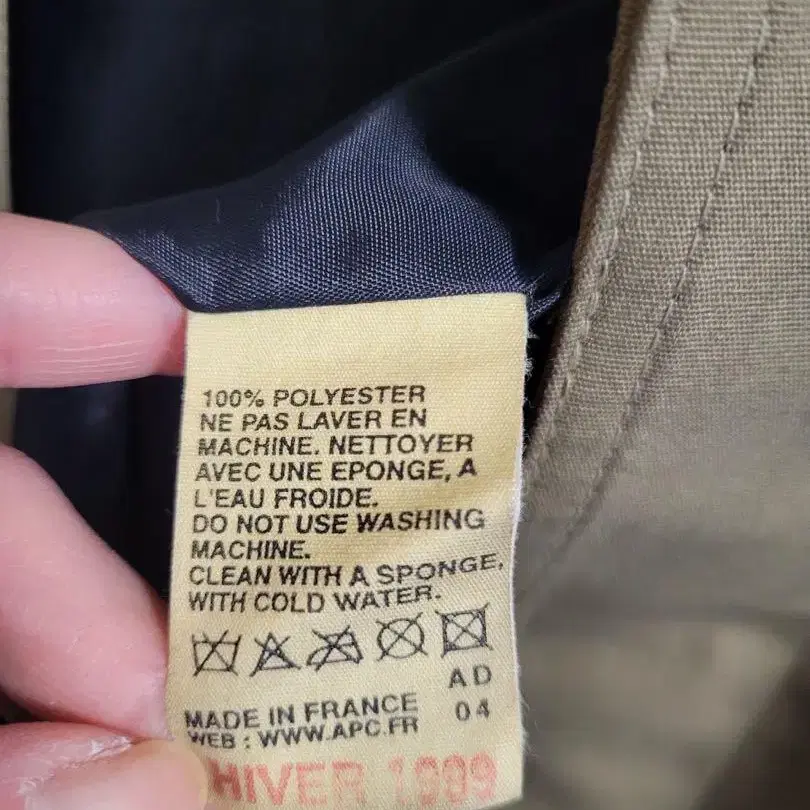 100% POLYESTER
NE PAS LAVER EN
MACHINE. NETTOYER
AVEC UNE EPONGE, A
L'EAU FROIDE.
DO NOT USE WASHING
MACHINE.
CLEAN WITH A SPONGE,
WITH COLD WATER.
AD
04
MADE IN FRANCE
WEB : WWW.APC.FR
HIVER